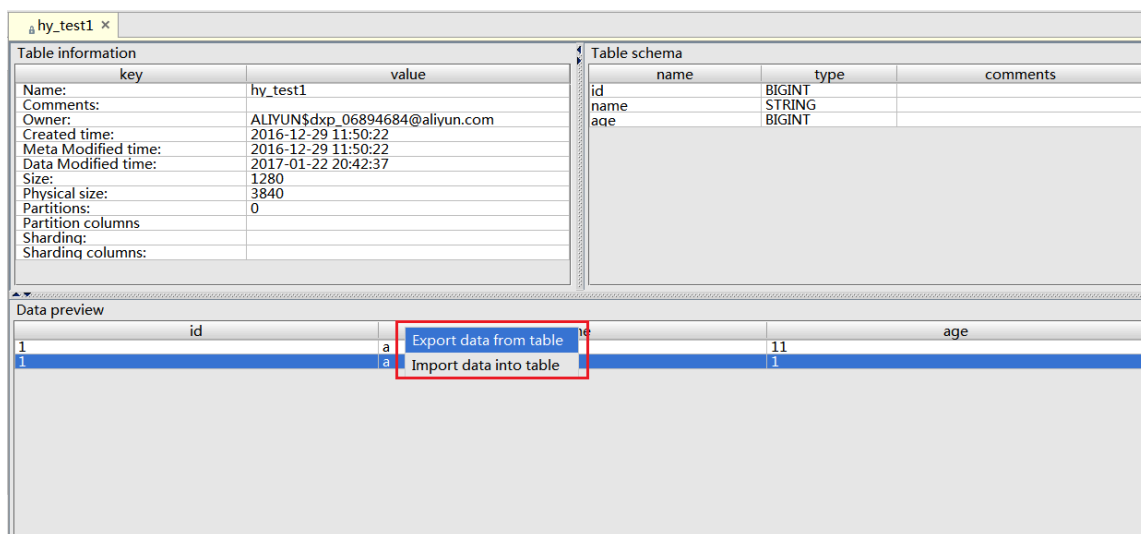 hy_test1 ×
Table information
key value
Name: hy_test1
Comments:
Owner: ALIYUN$dxp_06894684@aliyun.com
Created time: 2016-12-29 11:50:22
Meta Modified time: 2016-12-29 11:50:22
Data Modified time: 2017-01-22 20:42:37
Size: 1280
Physical size: 3840
Partitions: 0
Partition columns
Sharding:
Sharding columns:
Table schema
name type comments
id BIGINT
name STRING
age BIGINT
Data preview
id age
1 a 11
1 a 1
Export data from table
Import data into table